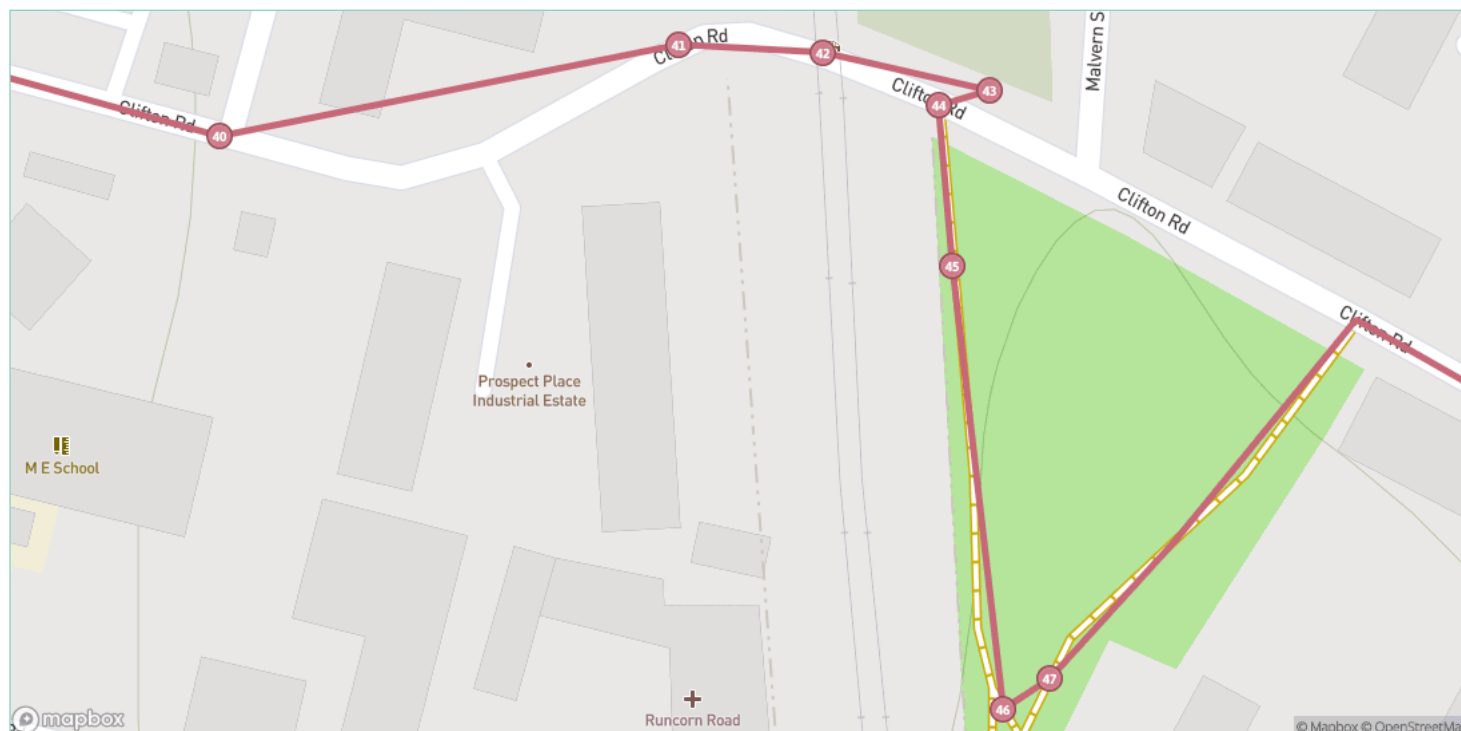 Clifton Rd
40
41
Clifton Rd
42
43
44
Clifton Rd
Malvern S
Clifton Rd
45
Clifton Rd
Prospect Place
Industrial Estate
M E School
46
47
Runcorn Road
mapbox
© Mapbox © OpenStreetMa